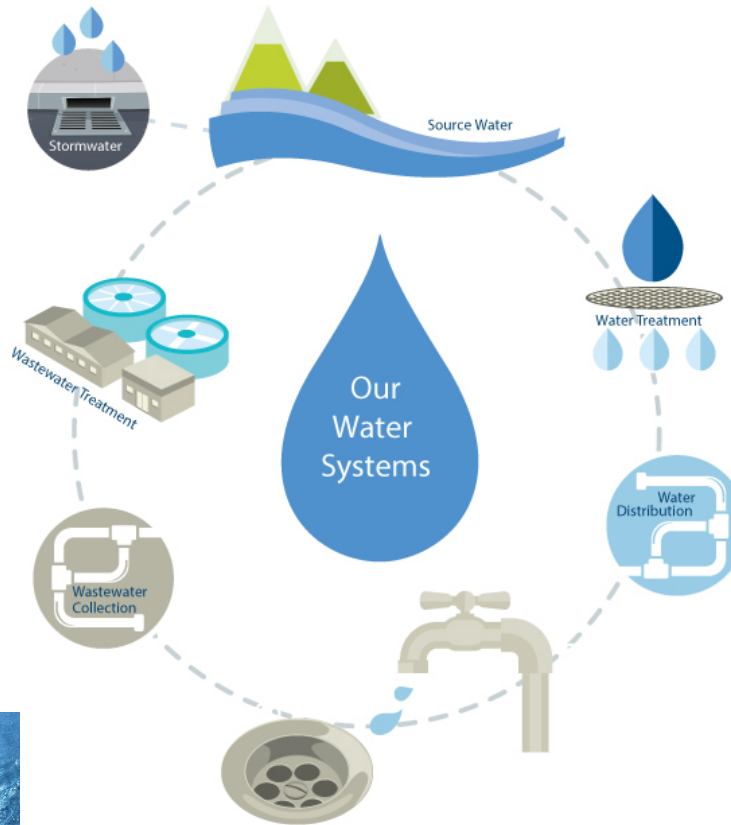 Stormwater
Source Water
Water Treatment
Wastewater Treatment
Our
Water
Systems
Water
Distribution
Wastewater
Collection